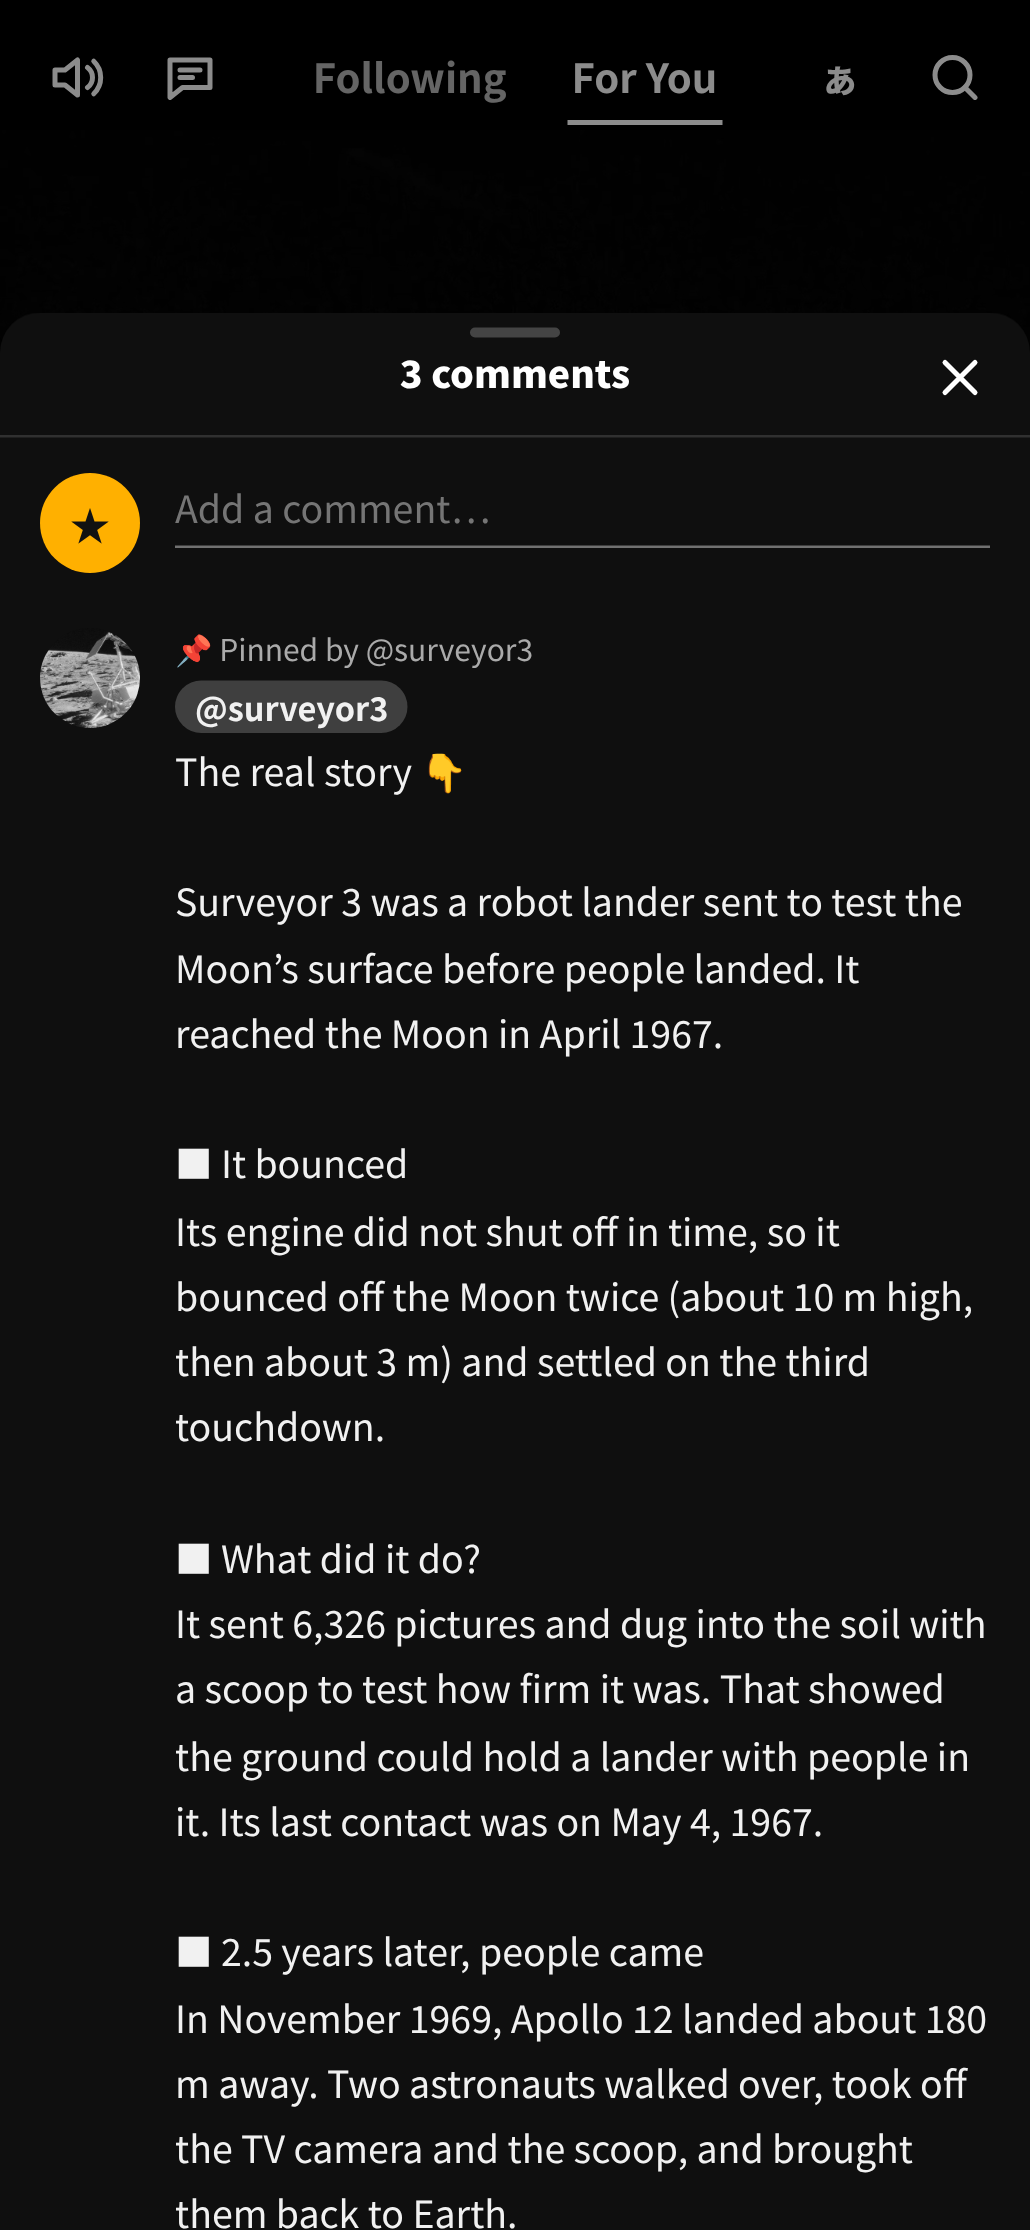 Following
For You
あ
3 comments
Add a comment…
📌 Pinned by @surveyor3
@surveyor3
The real story 👇
Surveyor 3 was a robot lander sent to test the
Moon’s surface before people landed. It
reached the Moon in April 1967.
■ It bounced
Its engine did not shut off in time, so it
bounced off the Moon twice (about 10 m high,
then about 3 m) and settled on the third
touchdown.
■ What did it do?
It sent 6,326 pictures and dug into the soil with
a scoop to test how firm it was. That showed
the ground could hold a lander with people in
it. Its last contact was on May 4, 1967.
■ 2.5 years later, people came
In November 1969, Apollo 12 landed about 180
m away. Two astronauts walked over, took off
the TV camera and the scoop, and brought
them back to Earth.